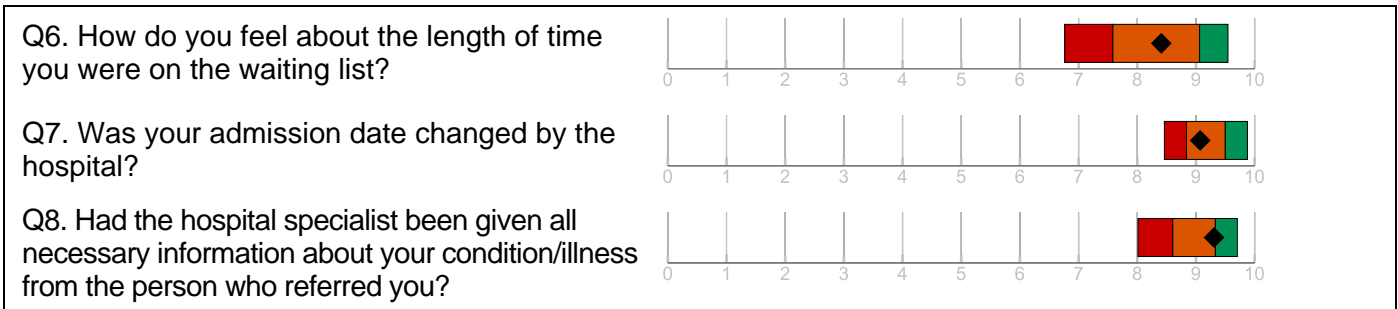 Q6. How do you feel about the length of time
you were on the waiting list?
0 1 2 3 4 5 6 7 8 9 10
Q7. Was your admission date changed by the
hospital?
0 1 2 3 4 5 6 7 8 9 10
Q8. Had the hospital specialist been given all
necessary information about your condition/illness
from the person who referred you?
0 1 2 3 4 5 6 7 8 9 10